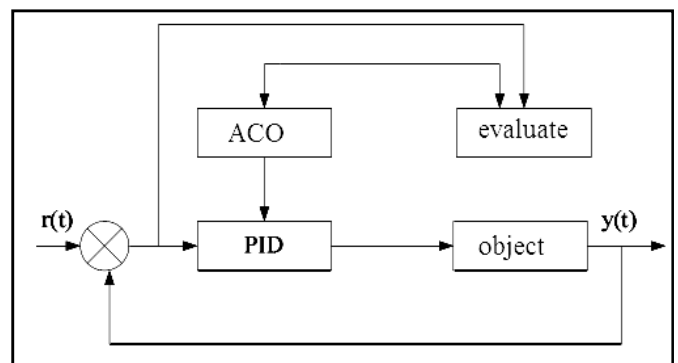 ACO
evaluate
r(t)
PID
object
y(t)